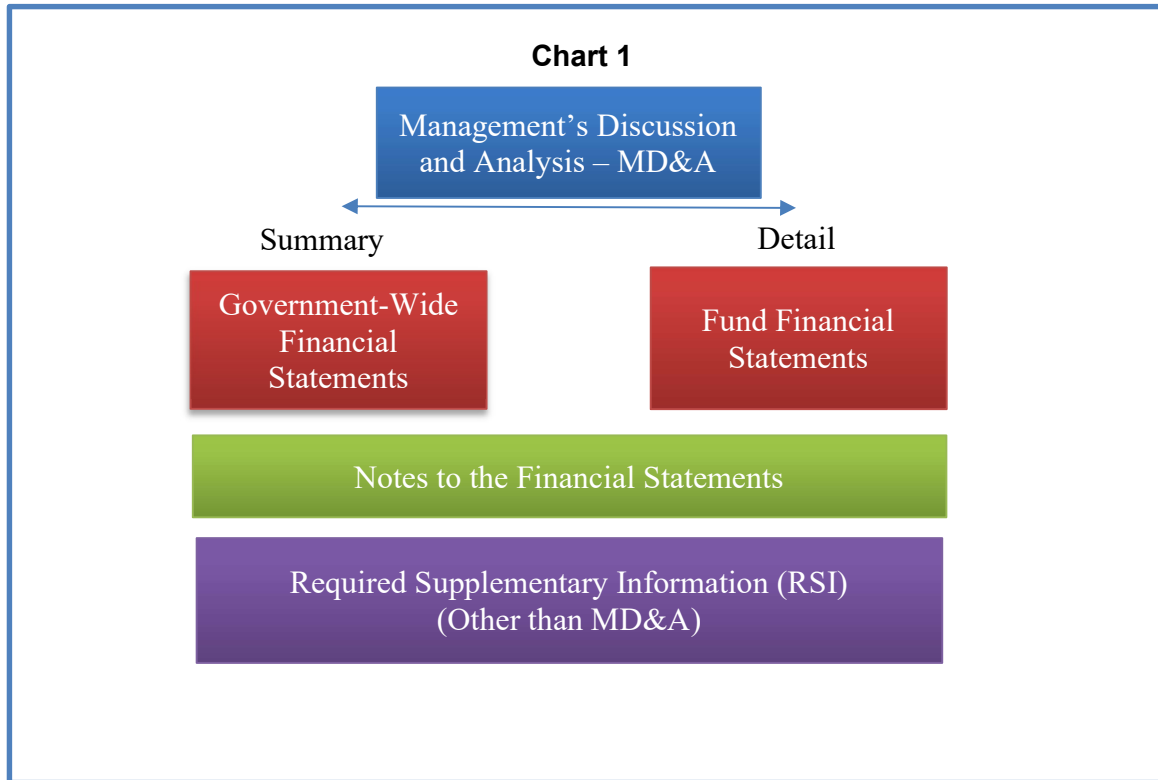 Chart 1
Management’s Discussion
and Analysis – MD&A
Summary
Detail
Government-Wide
Financial
Statements
Fund Financial
Statements
Notes to the Financial Statements
Required Supplementary Information (RSI)
(Other than MD&A)